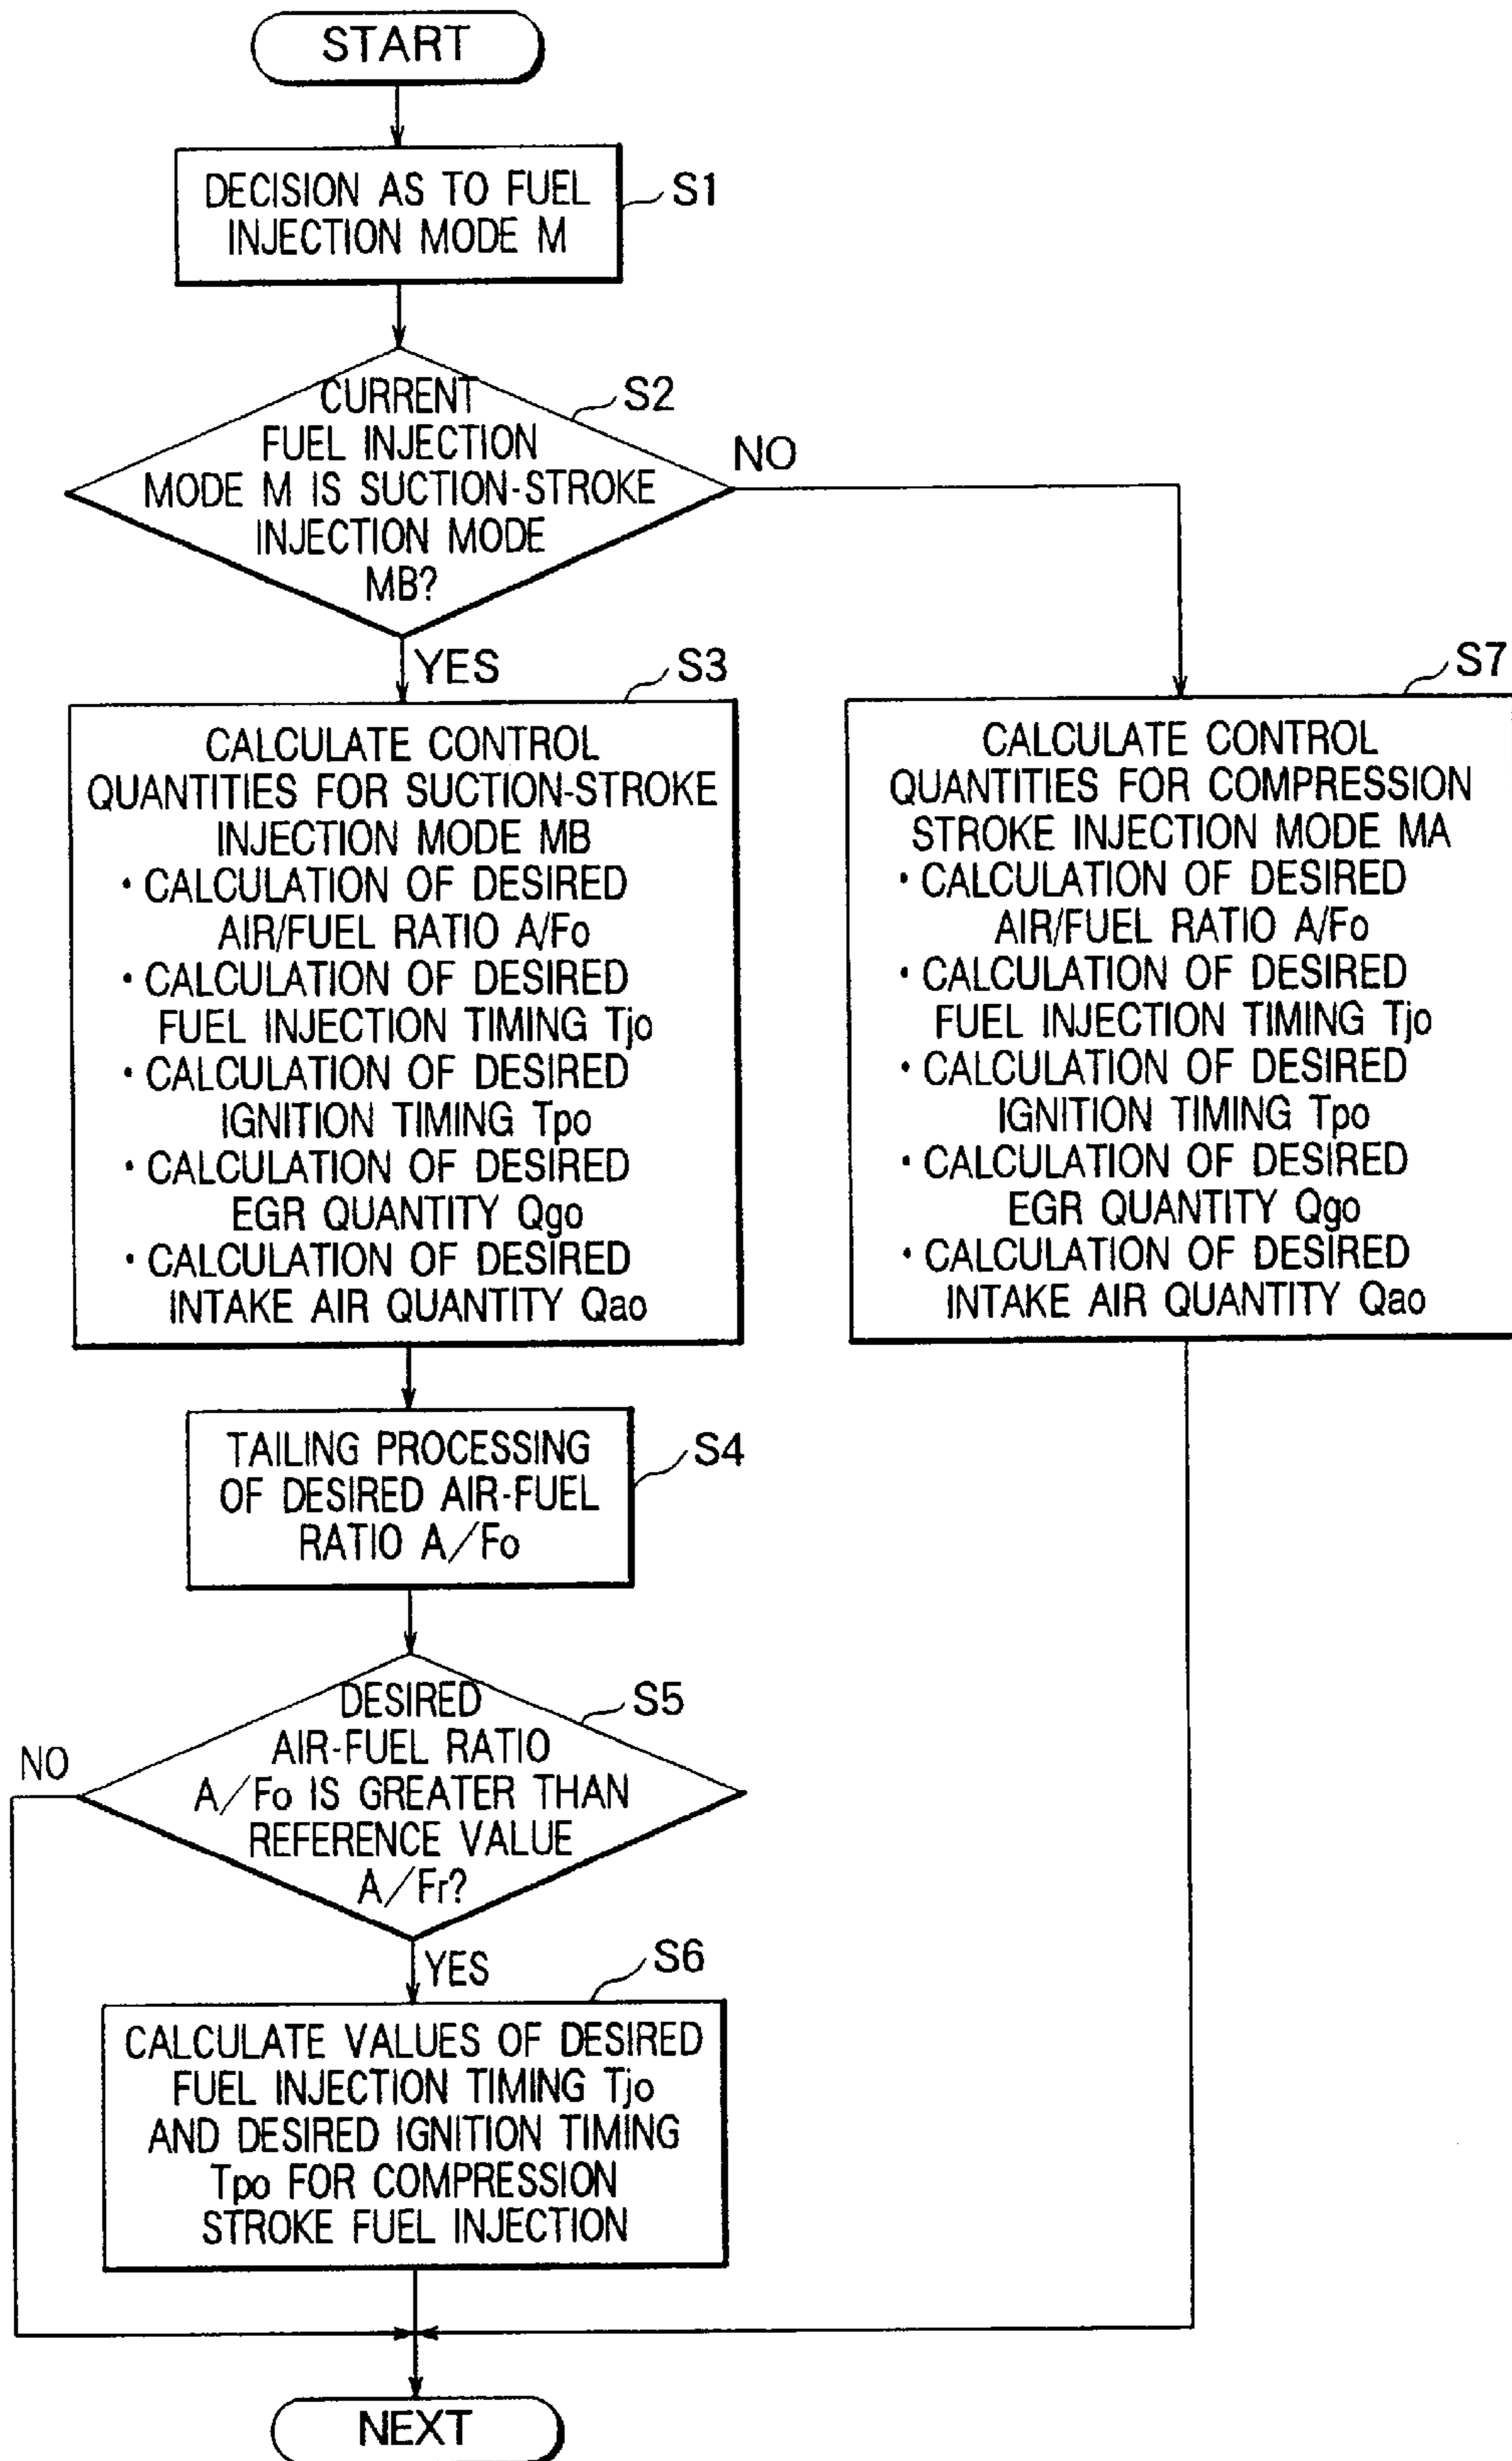 START
DECISION AS TO FUEL
INJECTION MODE M
S1
CURRENT
FUEL INJECTION
MODE M IS SUCTION-STROKE
INJECTION MODE
MB?
S2
NO
YES
S3
CALCULATE CONTROL
QUANTITIES FOR SUCTION-STROKE
INJECTION MODE MB
・CALCULATION OF DESIRED
AIR/FUEL RATIO A/Fo
・CALCULATION OF DESIRED
FUEL INJECTION TIMING Tjo
・CALCULATION OF DESIRED
IGNITION TIMING Tpo
・CALCULATION OF DESIRED
EGR QUANTITY Qgo
・CALCULATION OF DESIRED
INTAKE AIR QUANTITY Qao
S7
CALCULATE CONTROL
QUANTITIES FOR COMPRESSION
STROKE INJECTION MODE MA
・CALCULATION OF DESIRED
AIR/FUEL RATIO A/Fo
・CALCULATION OF DESIRED
FUEL INJECTION TIMING Tjo
・CALCULATION OF DESIRED
IGNITION TIMING Tpo
・CALCULATION OF DESIRED
EGR QUANTITY Qgo
・CALCULATION OF DESIRED
INTAKE AIR QUANTITY Qao
TAILING PROCESSING
OF DESIRED AIR-FUEL
RATIO A/Fo
S4
DESIRED
AIR-FUEL RATIO
A/Fo IS GREATER THAN
REFERENCE VALUE
A/Fr?
S5
NO
YES
S6
CALCULATE VALUES OF DESIRED
FUEL INJECTION TIMING Tjo
AND DESIRED IGNITION TIMING
Tpo FOR COMPRESSION
STROKE FUEL INJECTION
NEXT